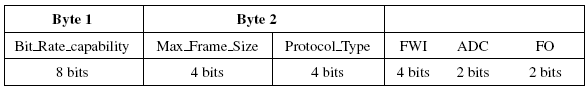 Byte 1 Byte 2
Bit_Rate_capability Max_Frame_Size Protocol_Type FWI ADC FO
8 bits 4 bits 4 bits 4 bits 2 bits 2 bits